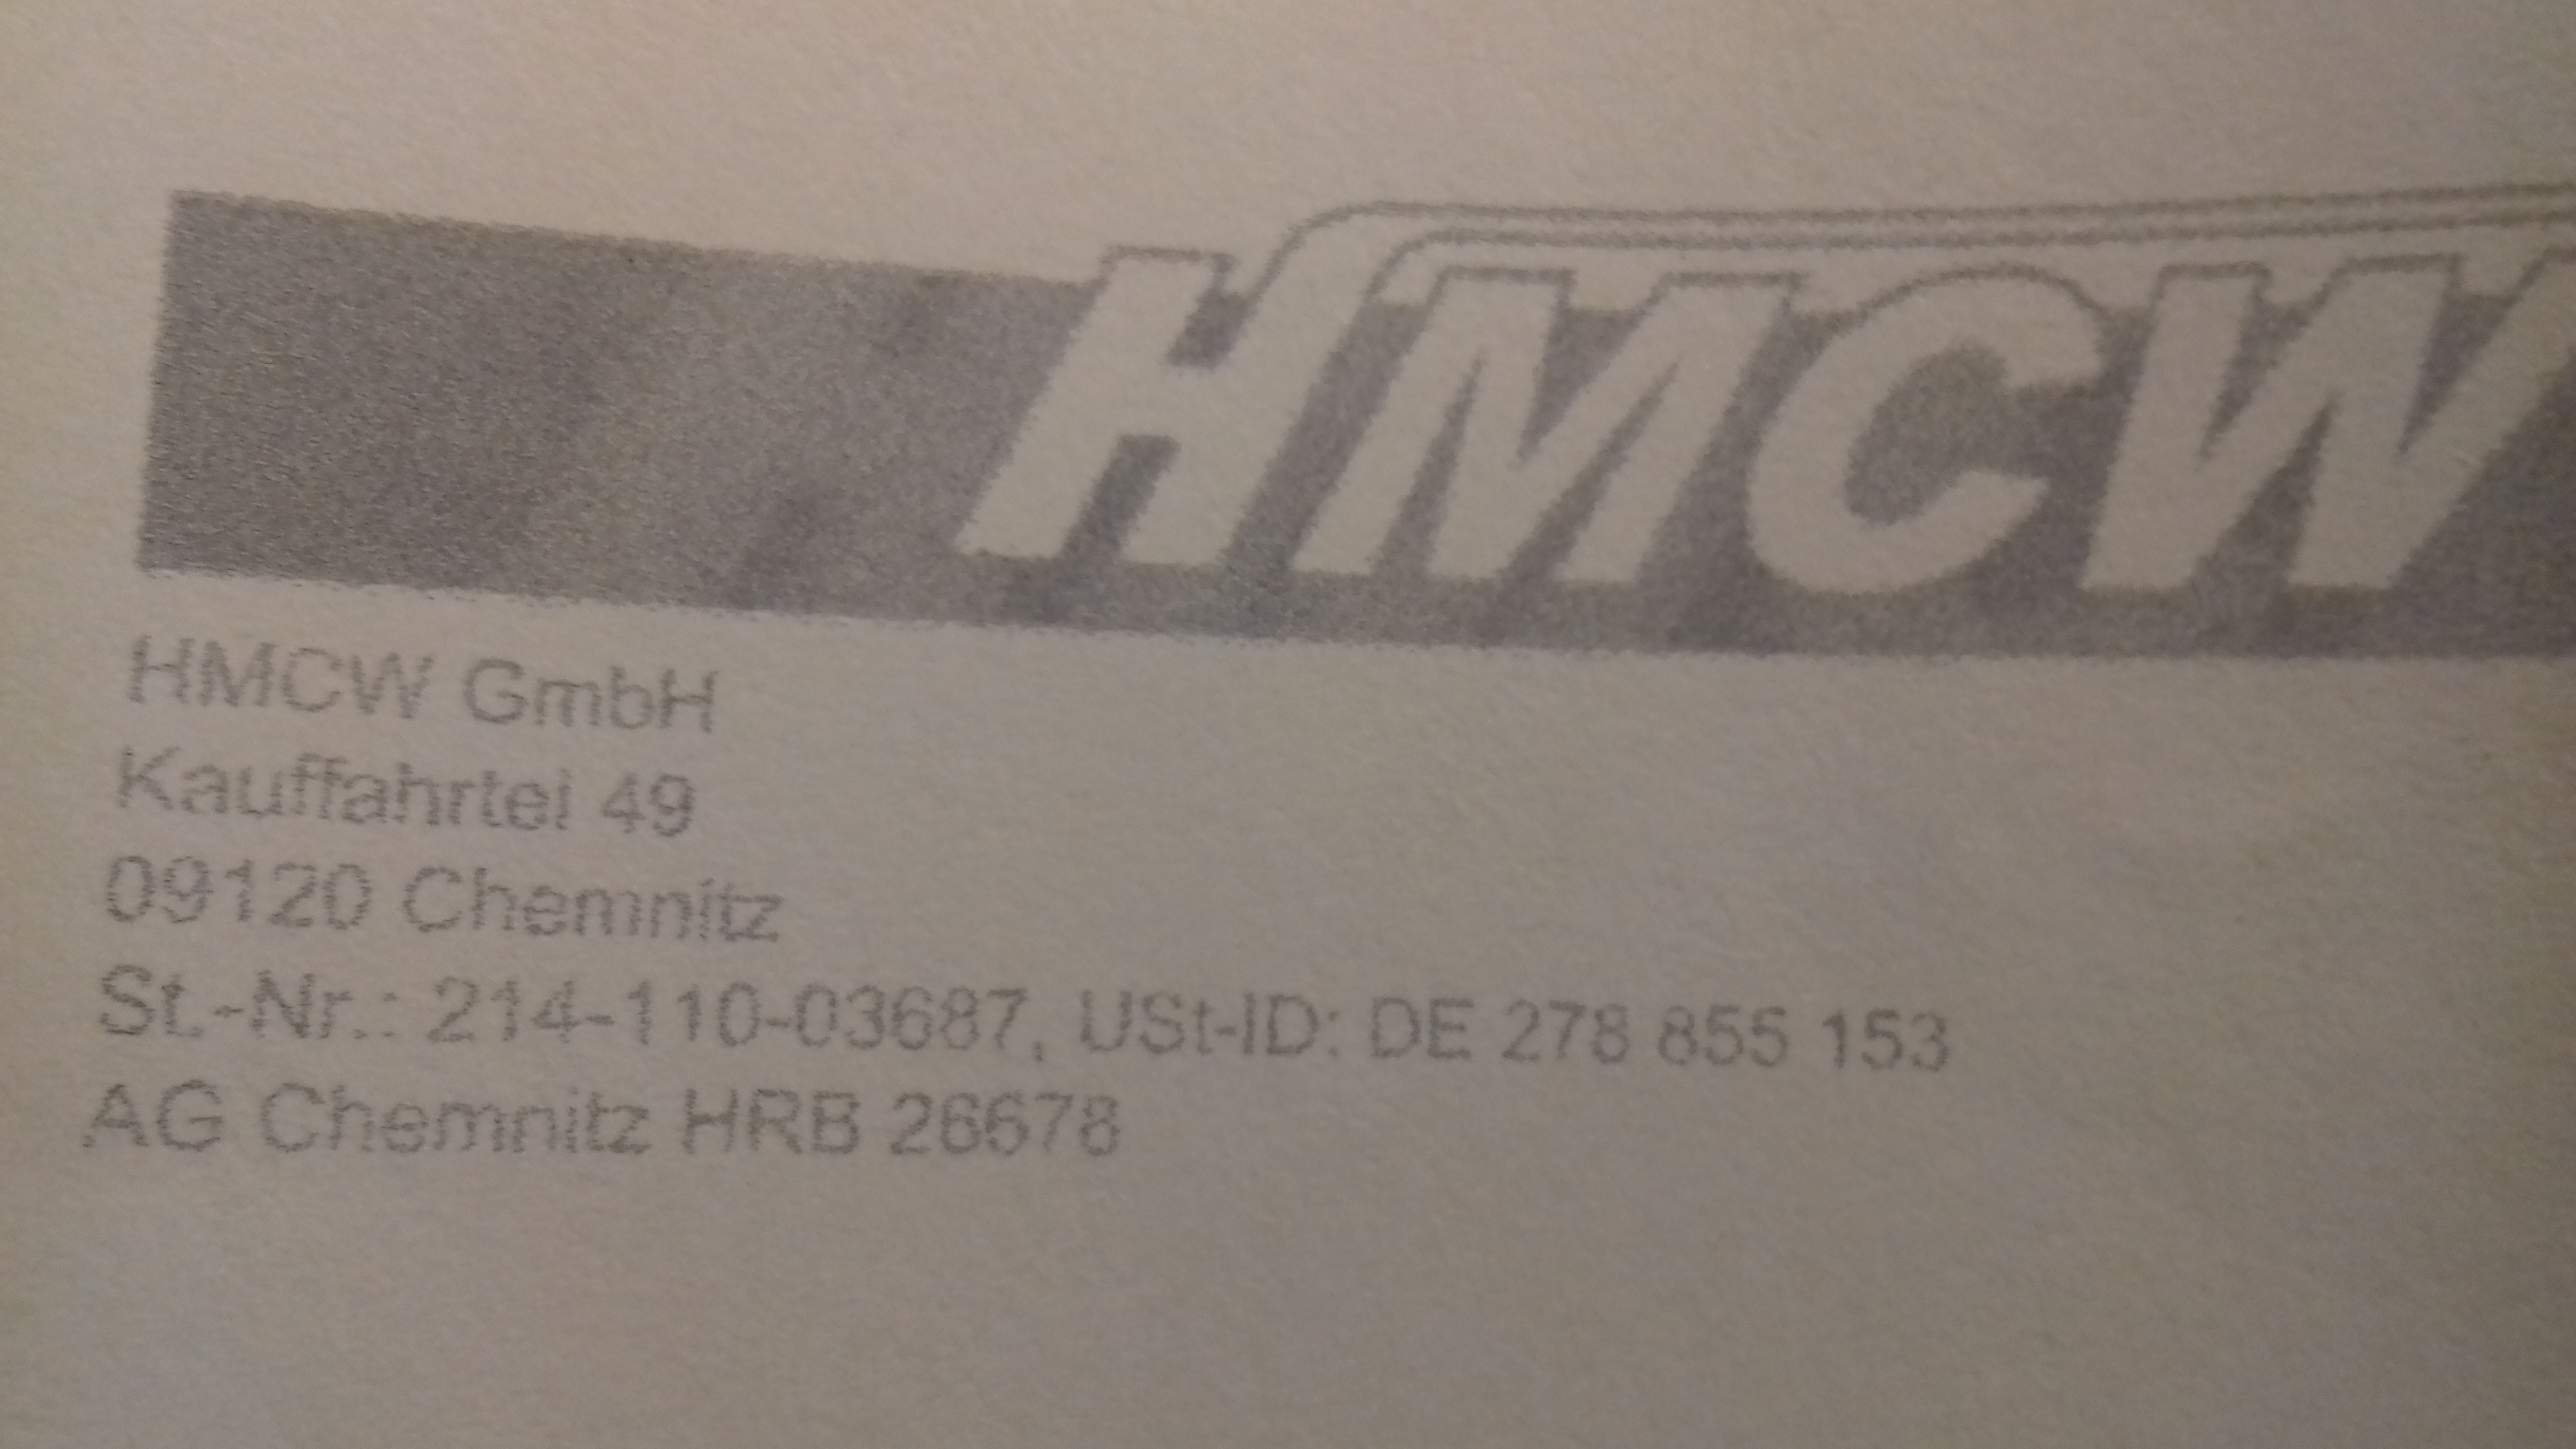 HMCW
HMCW GmbH
Kauffahrtei 49
09120 Chemnitz
St.-Nr.: 214-110-03687, USt-ID: DE 278 855 153
AG Chemnitz HRB 26678